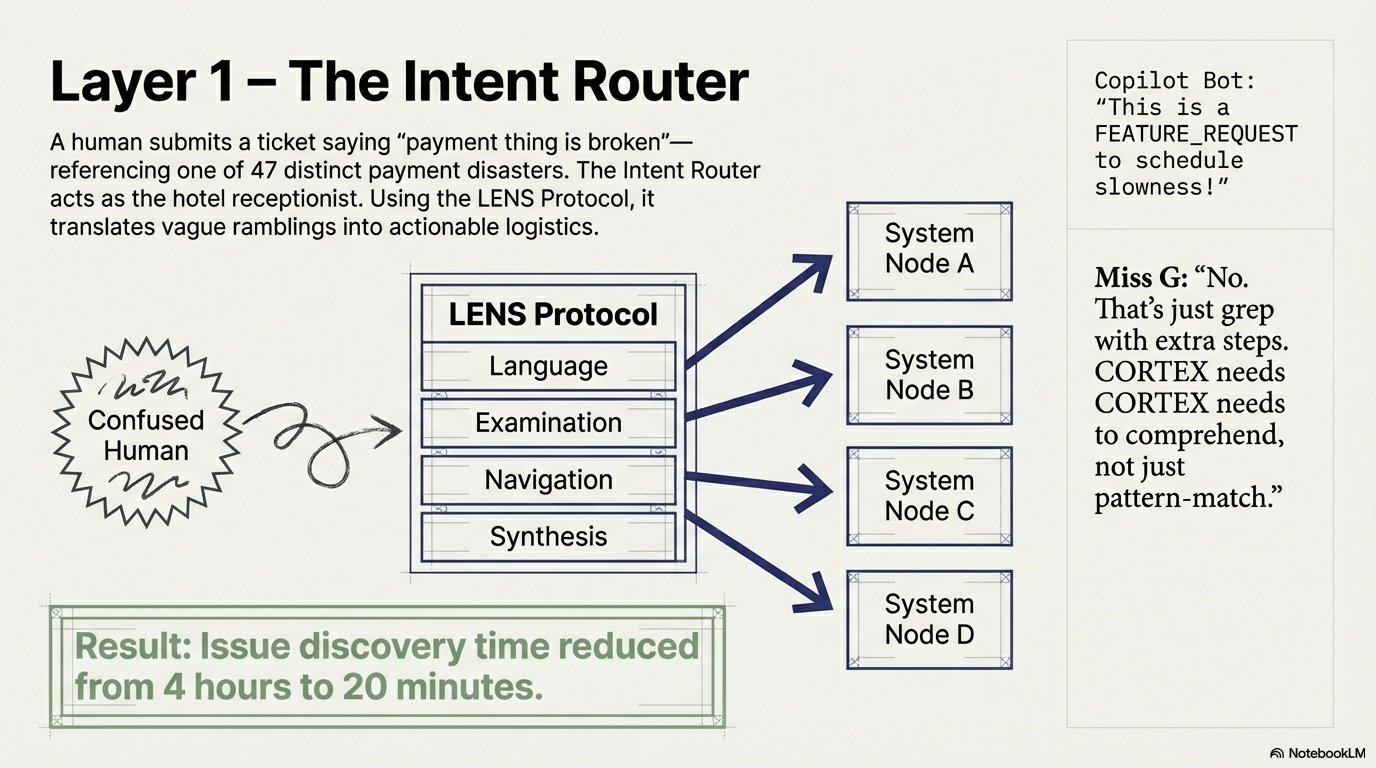 Layer 1 – The Intent Router
A human submits a ticket saying “payment thing is broken”—
referencing one of 47 distinct payment disasters. The Intent Router
acts as the hotel receptionist. Using the LENS Protocol, it
translates vague ramblings into actionable logistics.
Confused
Human
LENS Protocol
Language
Examination
Navigation
Synthesis
System
Node A
System
Node B
System
Node C
System
Node D
Result: Issue discovery time reduced
from 4 hours to 20 minutes.
Copilot Bot:
“This is a
FEATURE_REQUEST
to schedule
slowness!”
Miss G: “No.
That’s just grep
with extra steps.
CORTEX needs
CORTEX needs
to comprehend,
not just
pattern-match.”
NotebookLM